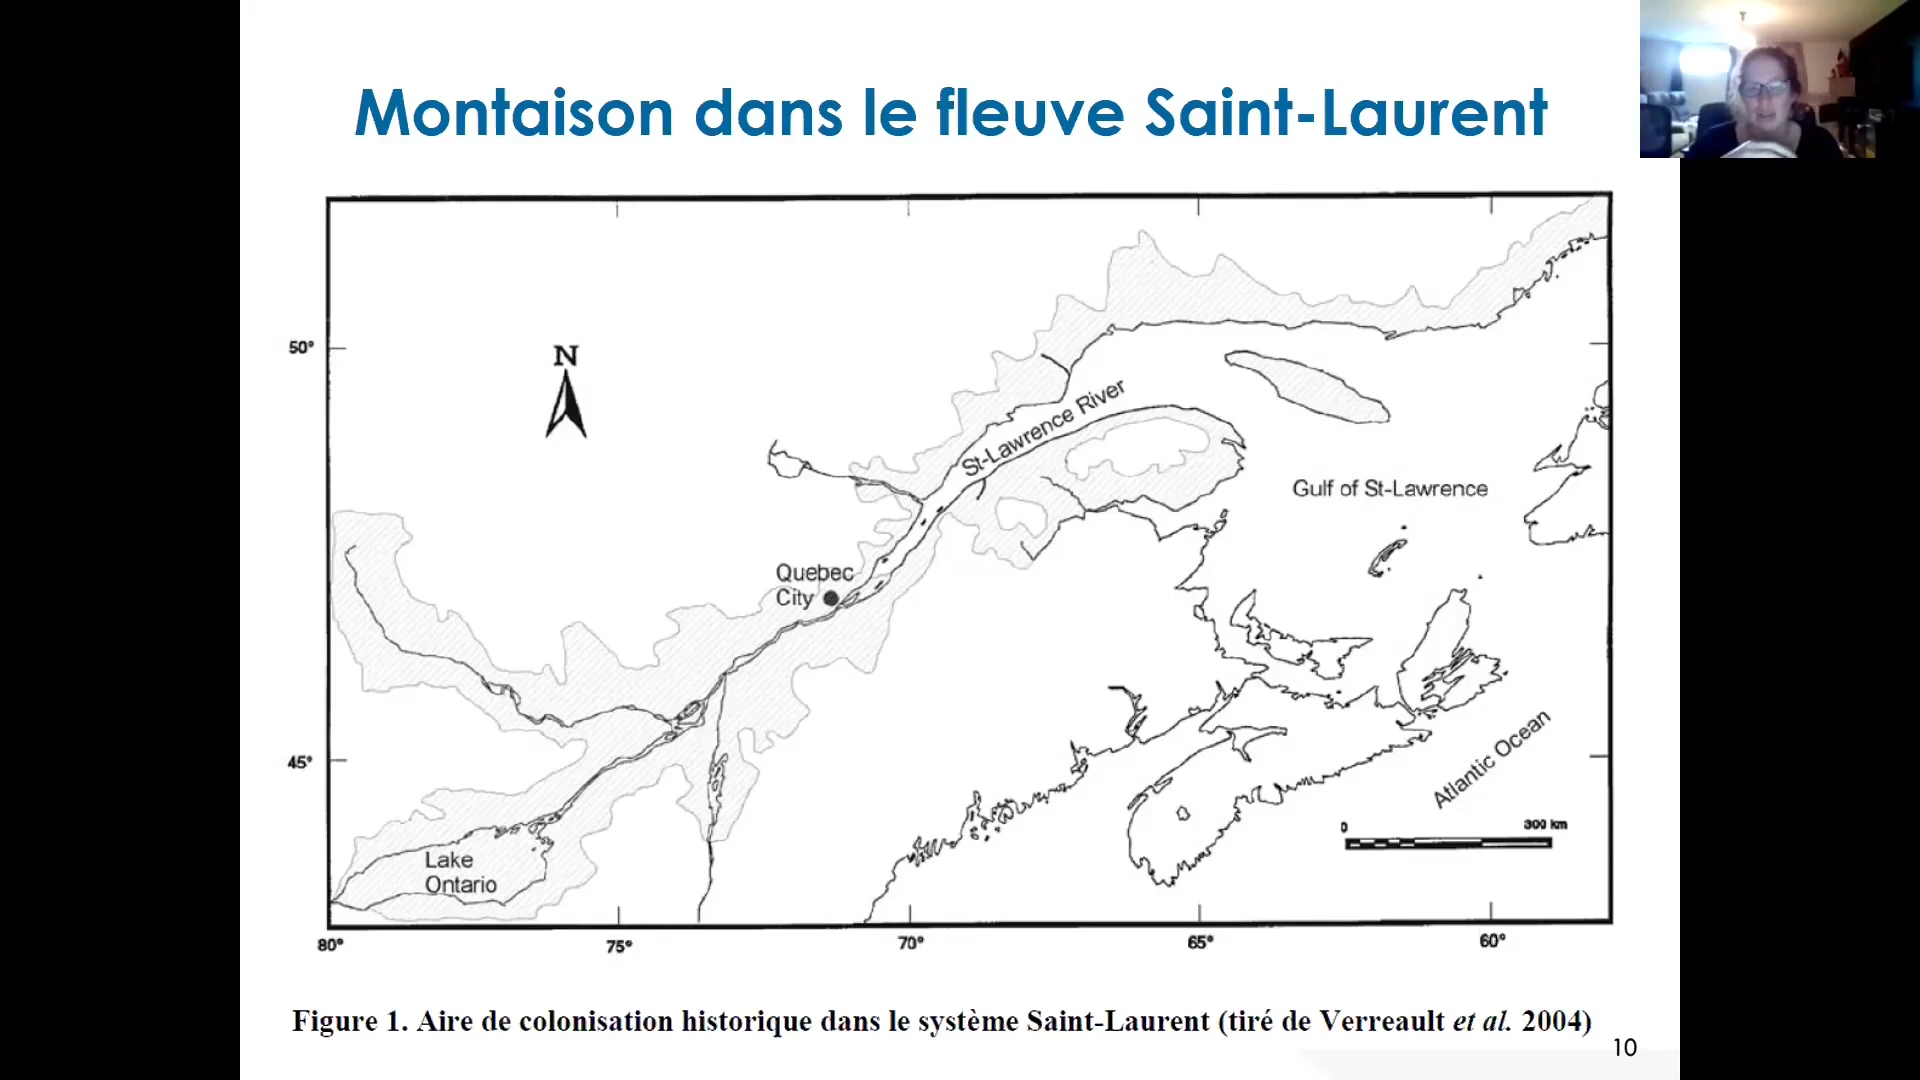 Montaison dans le fleuve Saint-Laurent
50°
N
St-Lawrence River
Gulf of St-Lawrence
Quebec
City
45°
Atlantic Ocean
0 300 km
Lake
Ontario
80° 75° 70° 65° 60°
Figure 1. Aire de colonisation historique dans le système Saint-Laurent (tiré de Verreault et al. 2004)
10